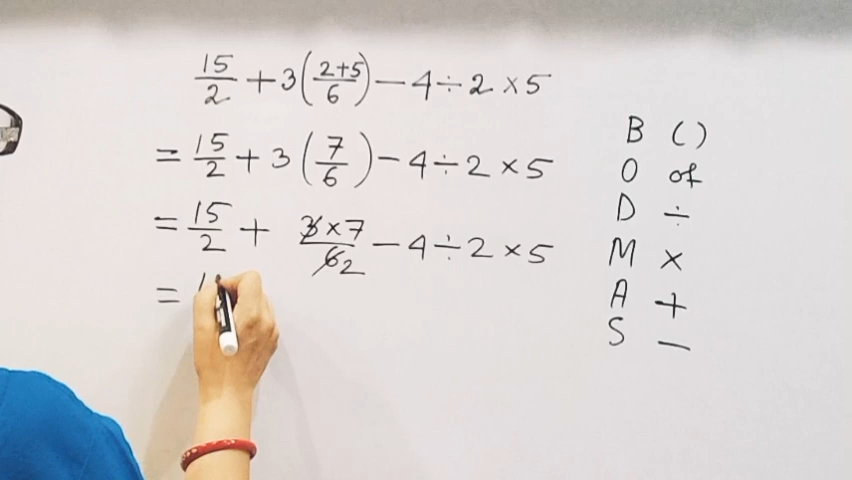 15/2 + 3(2+5/6) - 4 ÷ 2 × 5
= 15/2 + 3(7/6) - 4 ÷ 2 × 5
= 15/2 + 3×7/6 2 - 4 ÷ 2 × 5
= 1
B ( )
O of
D ÷
M ×
A +
S −